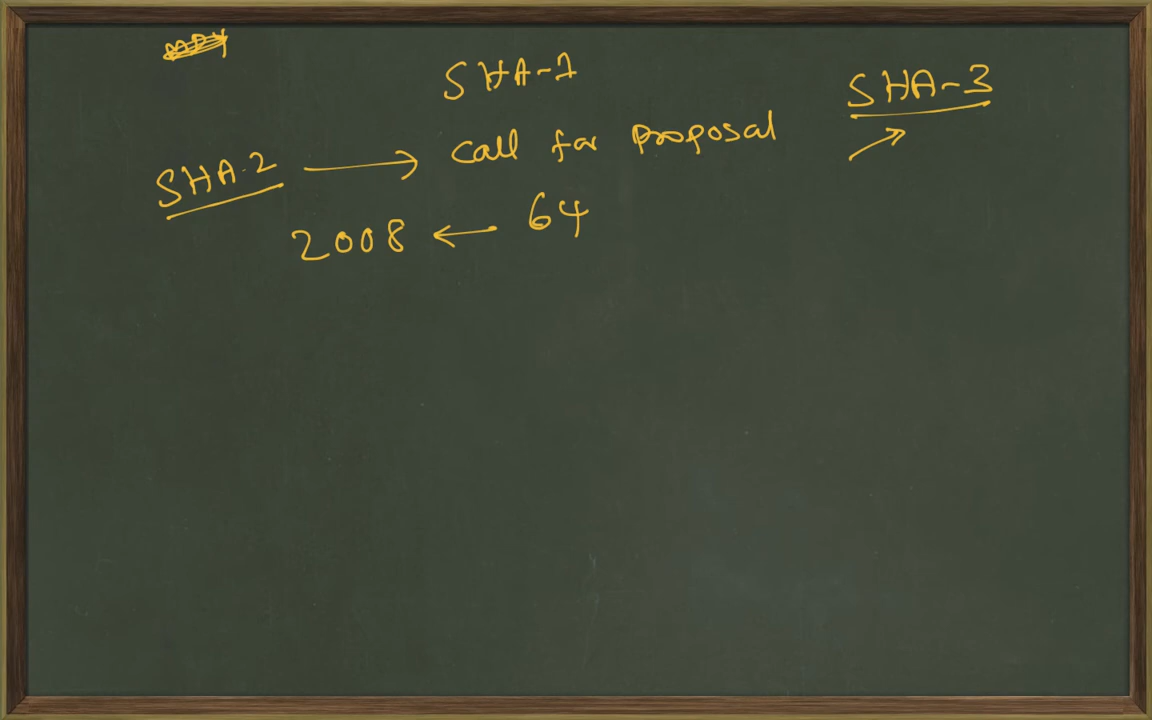 SHA-1
SHA-3
SHA-2 → call for proposal ↗
2008 ← 64